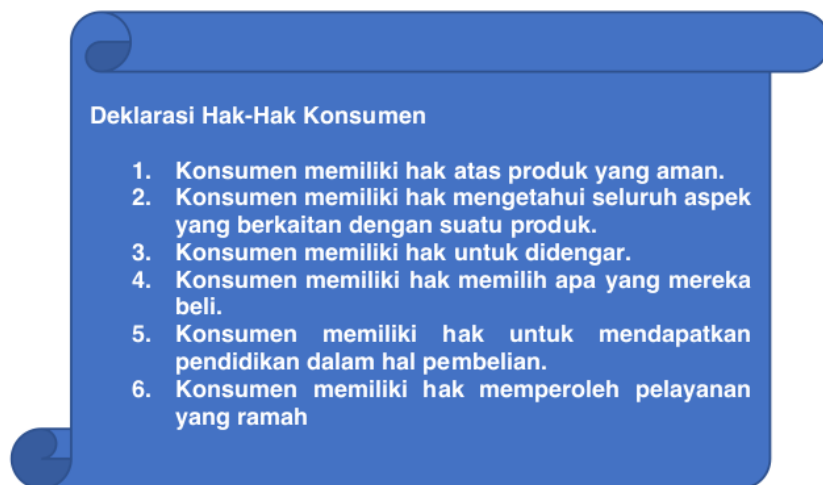 Deklarasi Hak-Hak Konsumen
1. Konsumen memiliki hak atas produk yang aman.
2. Konsumen memiliki hak mengetahui seluruh aspek
yang berkaitan dengan suatu produk.
3. Konsumen memiliki hak untuk didengar.
4. Konsumen memiliki hak memilih apa yang mereka
beli.
5. Konsumen memiliki hak untuk mendapatkan
pendidikan dalam hal pembelian.
6. Konsumen memiliki hak memperoleh pelayanan
yang ramah